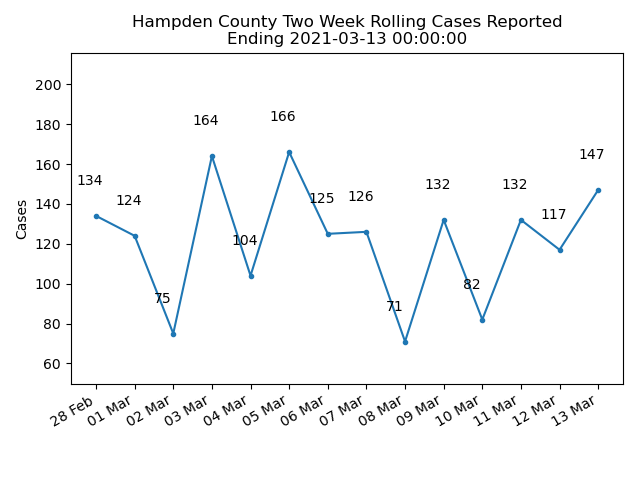 Hampden County Two Week Rolling Cases Reported
Ending 2021-03-13 00:00:00
Cases
200
180
160
140
120
100
80
60
134
124
75
164
104
166
125
126
71
132
82
132
117
147
28 Feb
01 Mar
02 Mar
03 Mar
04 Mar
05 Mar
06 Mar
07 Mar
08 Mar
09 Mar
10 Mar
11 Mar
12 Mar
13 Mar